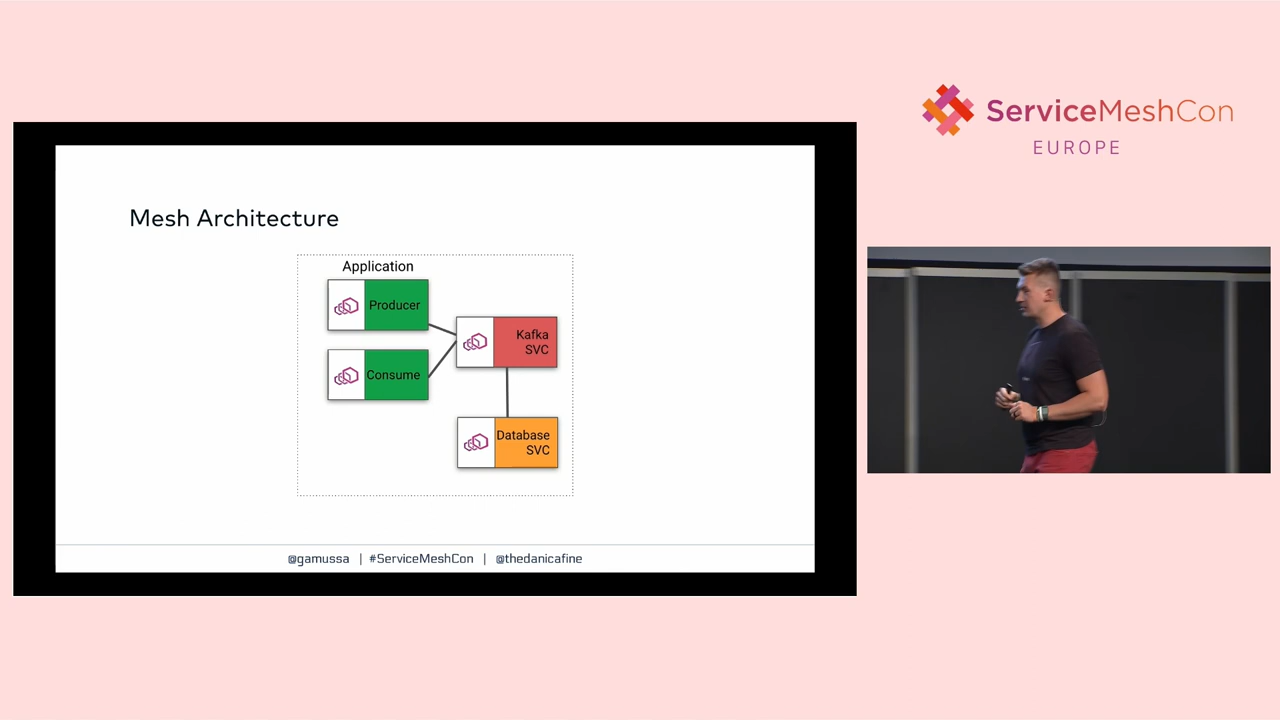 ServiceMeshCon
EUROPE
Mesh Architecture
Application
Producer
Consume
Kafka
SVC
Database
SVC
@gamussa | #ServiceMeshCon | @thedanicafine